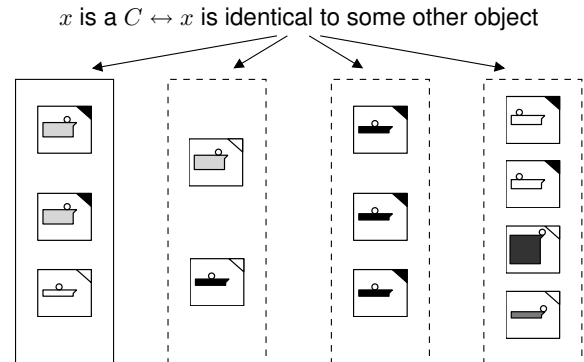 x is a C ↔ x is identical to some other object